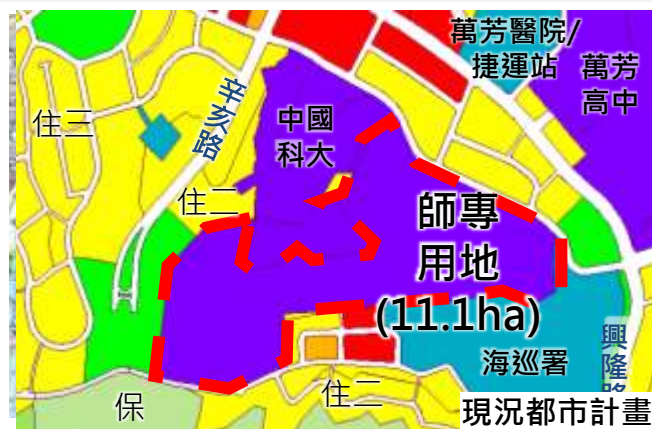 萬芳醫院/
捷運站
萬芳
高中
住三
辛亥路
中國
科大
住二
師專
用地
(11.1ha)
海巡署
興隆路
保
住二
現況都市計畫